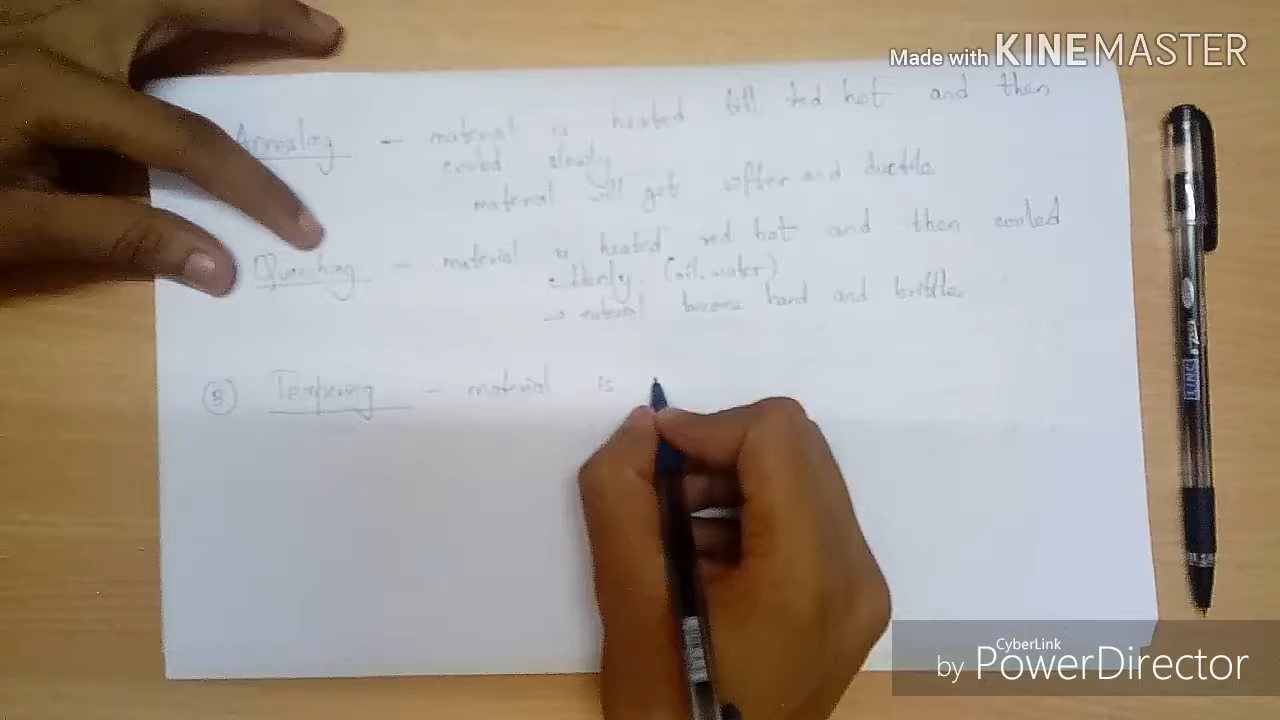 Made with KINEMASTER
Annealing - material is heated till red hot and then
cooled slowly
material will get softer and ductile.
Quenching - material is heated red hot and then cooled
(oil, water)
→ material become hard and brittle.
3 Tempering - material is
LINC
CyberLink
by PowerDirector